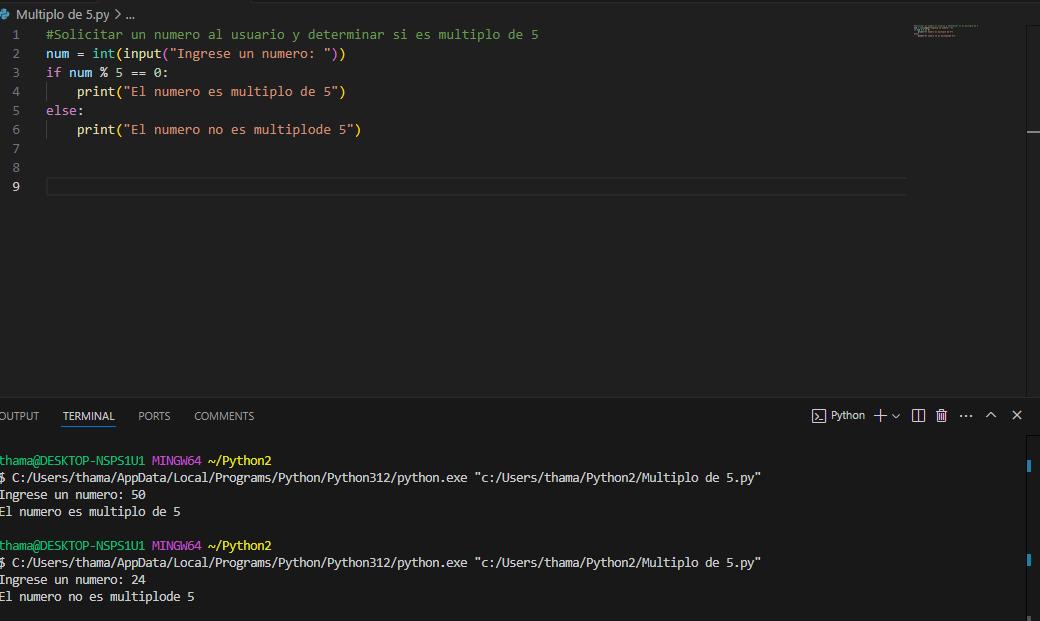 Multiplo de 5.py > ...
1 #Solicitar un numero al usuario y determinar si es multiplo de 5
2 num = int(input("Ingrese un numero: "))
3 if num % 5 == 0:
4 print("El numero es multiplo de 5")
5 else:
6 print("El numero no es multiplode 5")
7
8
9
OUTPUT TERMINAL PORTS COMMENTS Python
thama@DESKTOP-NSPS1U1 MINGW64 ~/Python2
$ C:/Users/thama/AppData/Local/Programs/Python/Python312/python.exe "c:/Users/thama/Python2/Multiplo de 5.py"
Ingrese un numero: 50
El numero es multiplo de 5
thama@DESKTOP-NSPS1U1 MINGW64 ~/Python2
$ C:/Users/thama/AppData/Local/Programs/Python/Python312/python.exe "c:/Users/thama/Python2/Multiplo de 5.py"
Ingrese un numero: 24
El numero no es multiplode 5